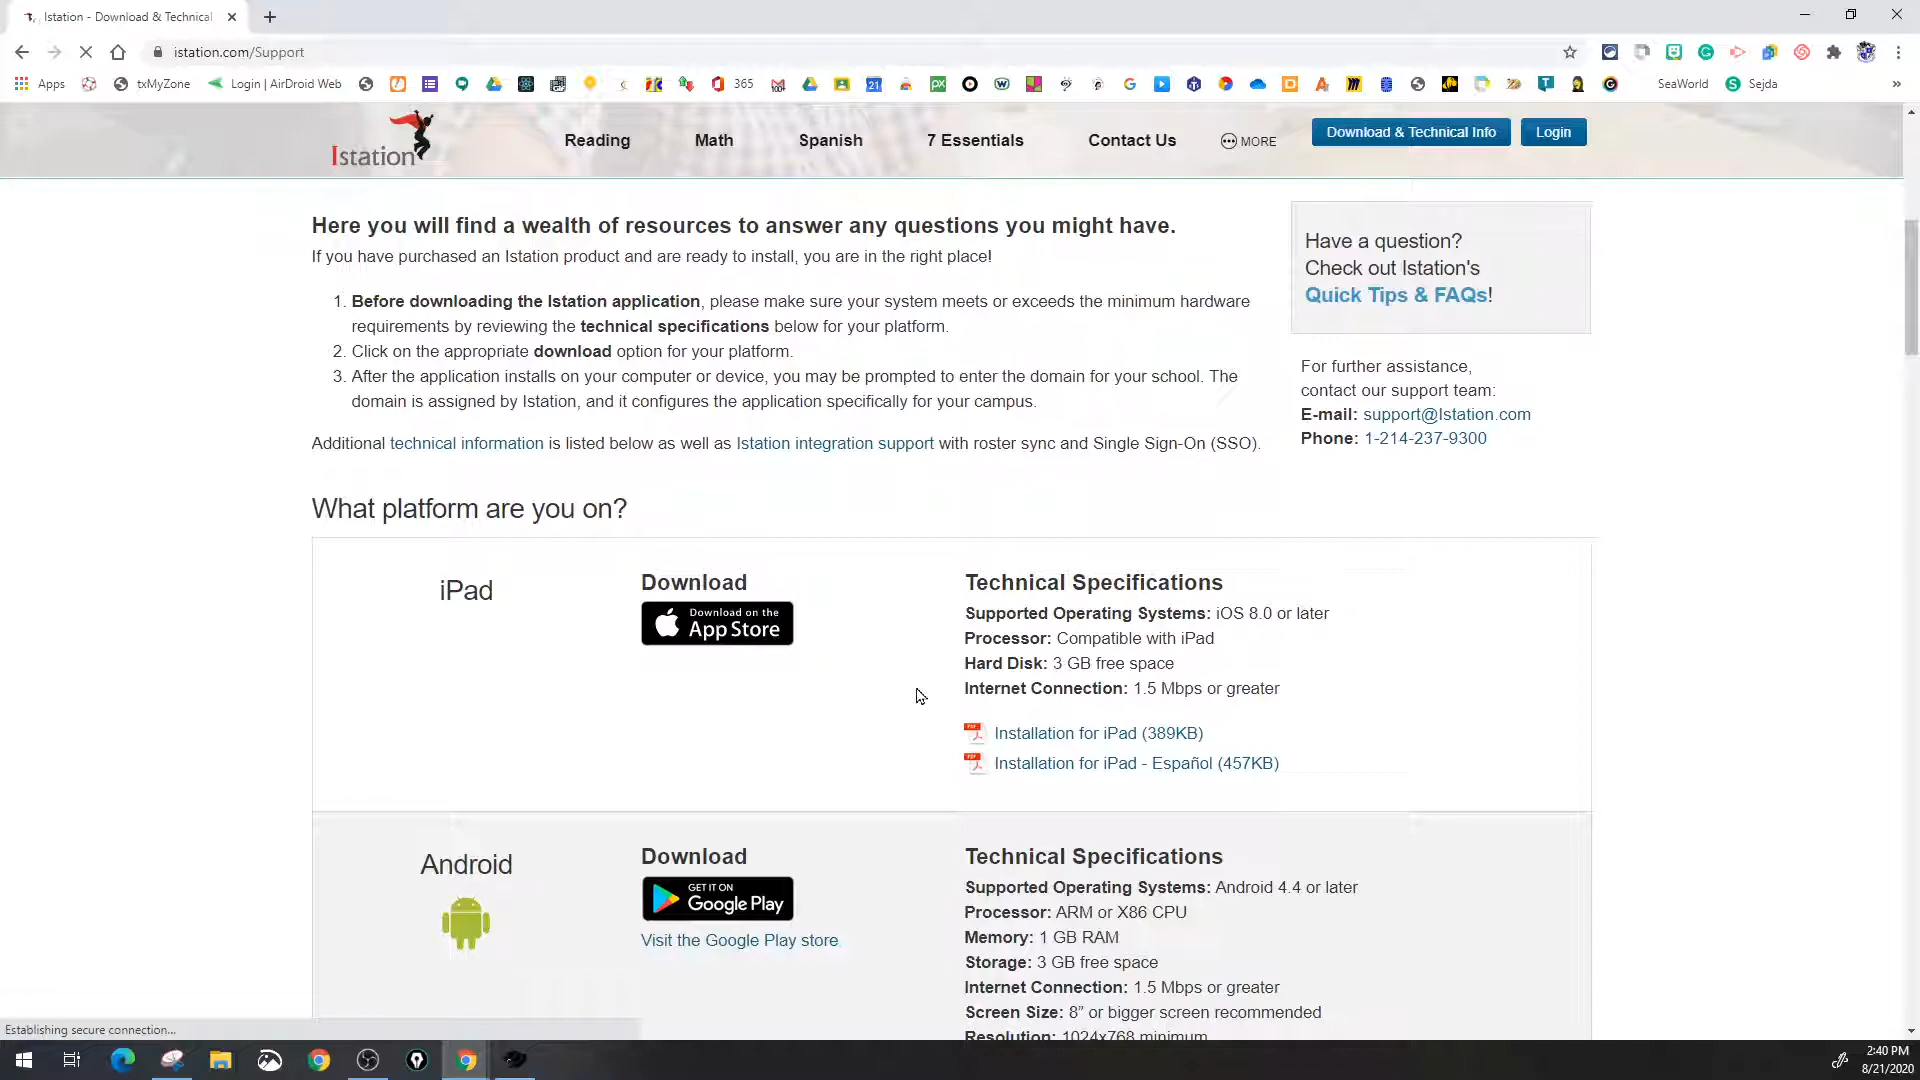 Istation - Download & Technical
istation.com/Support
Apps
txMyZone
Login | AirDroid Web
365
SeaWorld
Sejda
Istation
Reading
Math
Spanish
7 Essentials
Contact Us
MORE
Download & Technical Info
Login
Here you will find a wealth of resources to answer any questions you might have.
If you have purchased an Istation product and are ready to install, you are in the right place!
1. Before downloading the Istation application, please make sure your system meets or exceeds the minimum hardware
requirements by reviewing the technical specifications below for your platform.
2. Click on the appropriate download option for your platform.
3. After the application installs on your computer or device, you may be prompted to enter the domain for your school. The
domain is assigned by Istation, and it configures the application specifically for your campus.
Additional technical information is listed below as well as Istation integration support with roster sync and Single Sign-On (SSO).
Have a question?
Check out Istation's
Quick Tips & FAQs!
For further assistance,
contact our support team:
E-mail: support@Istation.com
Phone: 1-214-237-9300
What platform are you on?
iPad
Download
Download on the
App Store
Technical Specifications
Supported Operating Systems: iOS 8.0 or later
Processor: Compatible with iPad
Hard Disk: 3 GB free space
Internet Connection: 1.5 Mbps or greater
Installation for iPad (389KB)
Installation for iPad - Español (457KB)
Android
Download
GET IT ON
Google Play
Visit the Google Play store
Technical Specifications
Supported Operating Systems: Android 4.4 or later
Processor: ARM or X86 CPU
Memory: 1 GB RAM
Storage: 3 GB free space
Internet Connection: 1.5 Mbps or greater
Screen Size: 8” or bigger screen recommended
Resolution: 1024x768 minimum
Establishing secure connection...
2:40 PM
8/21/2020